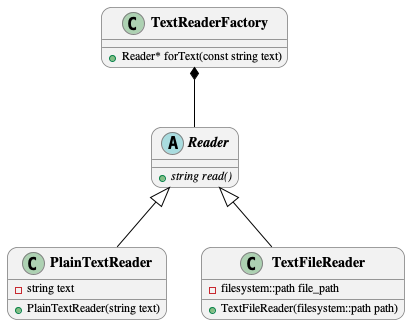 C TextReaderFactory
Reader* forText(const string text)
A Reader
string read()
C PlainTextReader
string text
PlainTextReader(string text)
C TextFileReader
filesystem::path file_path
TextFileReader(filesystem::path path)